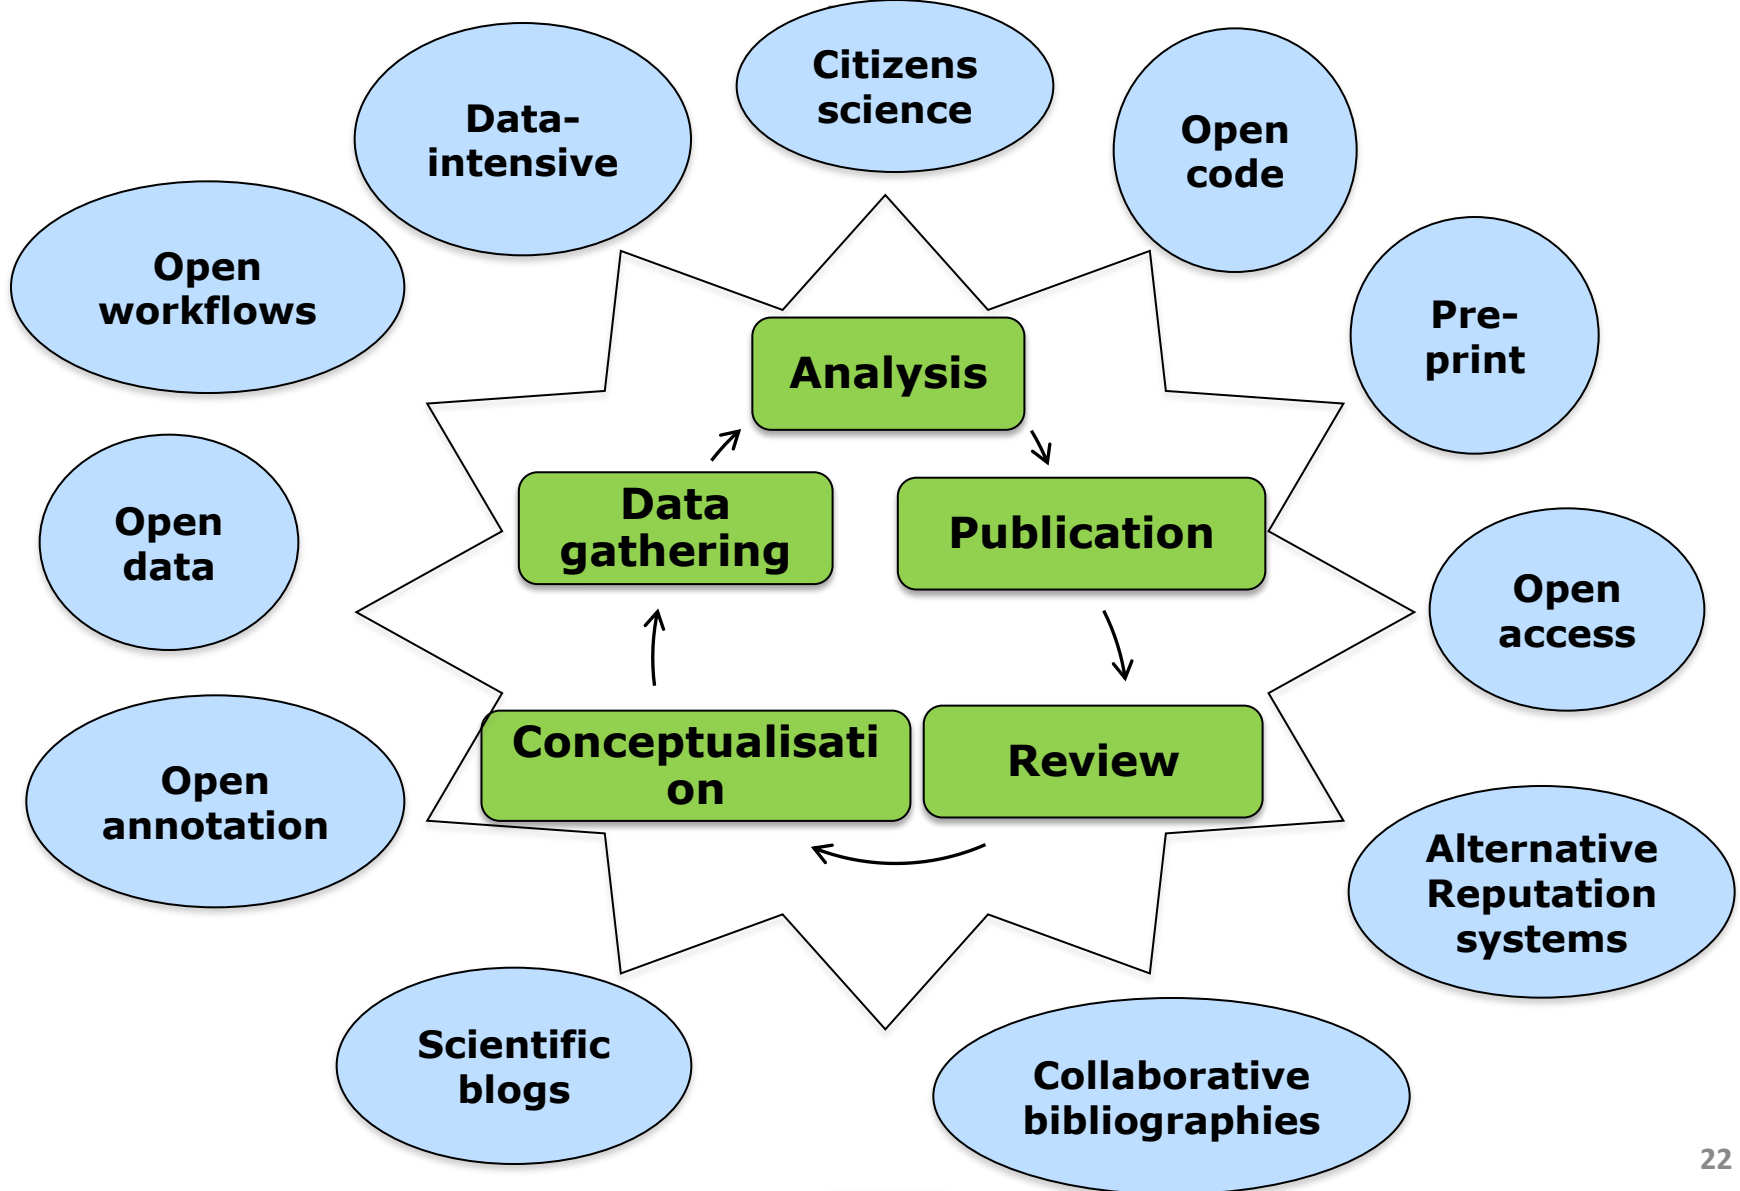 Citizens
science
Data-
intensive
Open
code
Open
workflows
Pre-
print
Analysis
Data
gathering
Publication
Open
data
Open
access
Conceptualisati
on
Review
Open
annotation
Alternative
Reputation
systems
Scientific
blogs
Collaborative
bibliographies
22